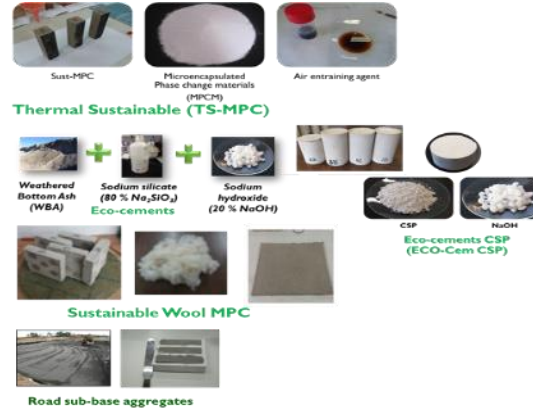 Sust-MPC
Microencapsulated
Phase change materials
(MPCM)
Air entraining agent
Thermal Sustainable (TS-MPC)
Weathered
Bottom Ash
(WBA)
Sodium silicate
(80 % Na₂SiO₃)
Sodium
hydroxide
(20 % NaOH)
Eco-cements
CSP
NaOH
Eco-cements CSP
(ECO-Cem CSP)
Sustainable Wool MPC
Road sub-base aggregates